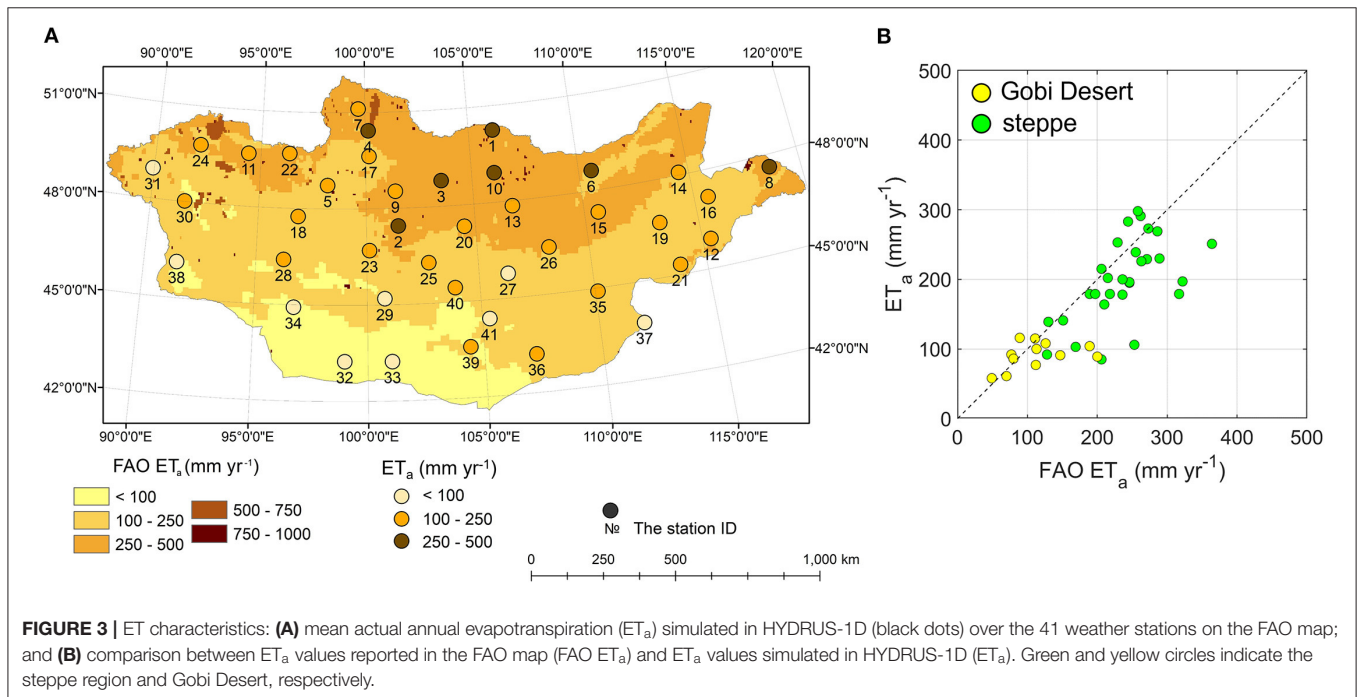 A
90°0'0"E 95°0'0"E 100°0'0"E 105°0'0"E 110°0'0"E 115°0'0"E 120°0'0"E
51°0'0"N
48°0'0"N
45°0'0"N
42°0'0"N
48°0'0"N
45°0'0"N
42°0'0"N
7
4
1
24
11
22
17
31
5
3
10
6
14
8
30
9
16
18
2
20
13
15
19
12
38
28
23
25
26
21
27
34
29
40
41
35
37
32
33
39
36
90°0'0"E 95°0'0"E 100°0'0"E 105°0'0"E 110°0'0"E 115°0'0"E
FAO ETₐ (mm yr⁻¹)
< 100
100 - 250
250 - 500
500 - 750
750 - 1000
ETₐ (mm yr⁻¹)
< 100
100 - 250
250 - 500
№ The station ID
0 250 500 1,000 km
B
500
400
300
200
100
0
ETₐ (mm yr⁻¹)
Gobi Desert
steppe
0 100 200 300 400 500
FAO ETₐ (mm yr⁻¹)
FIGURE 3 | ET characteristics: (A) mean actual annual evapotranspiration (ETₐ) simulated in HYDRUS-1D (black dots) over the 41 weather stations on the FAO map;
and (B) comparison between ETₐ values reported in the FAO map (FAO ETₐ) and ETₐ values simulated in HYDRUS-1D (ETₐ). Green and yellow circles indicate the
steppe region and Gobi Desert, respectively.